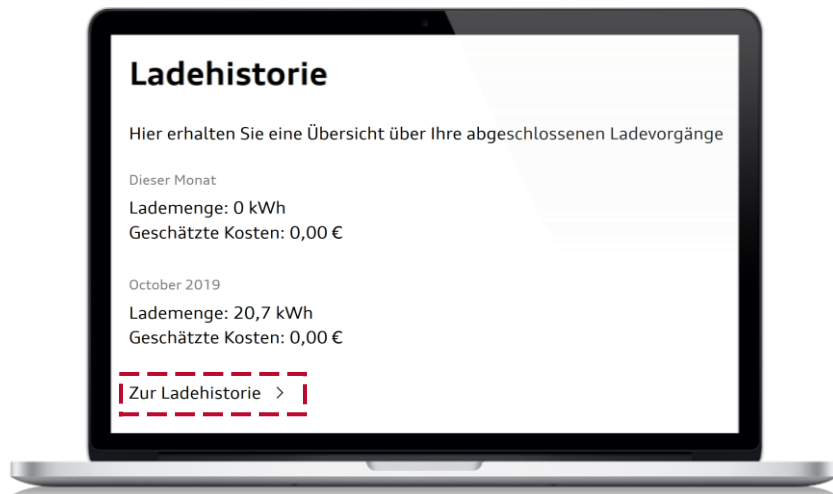 Ladehistorie
Hier erhalten Sie eine Übersicht über Ihre abgeschlossenen Ladevorgänge
Dieser Monat
Lademenge: 0 kWh
Geschätzte Kosten: 0,00 €
October 2019
Lademenge: 20,7 kWh
Geschätzte Kosten: 0,00 €
Zur Ladehistorie >